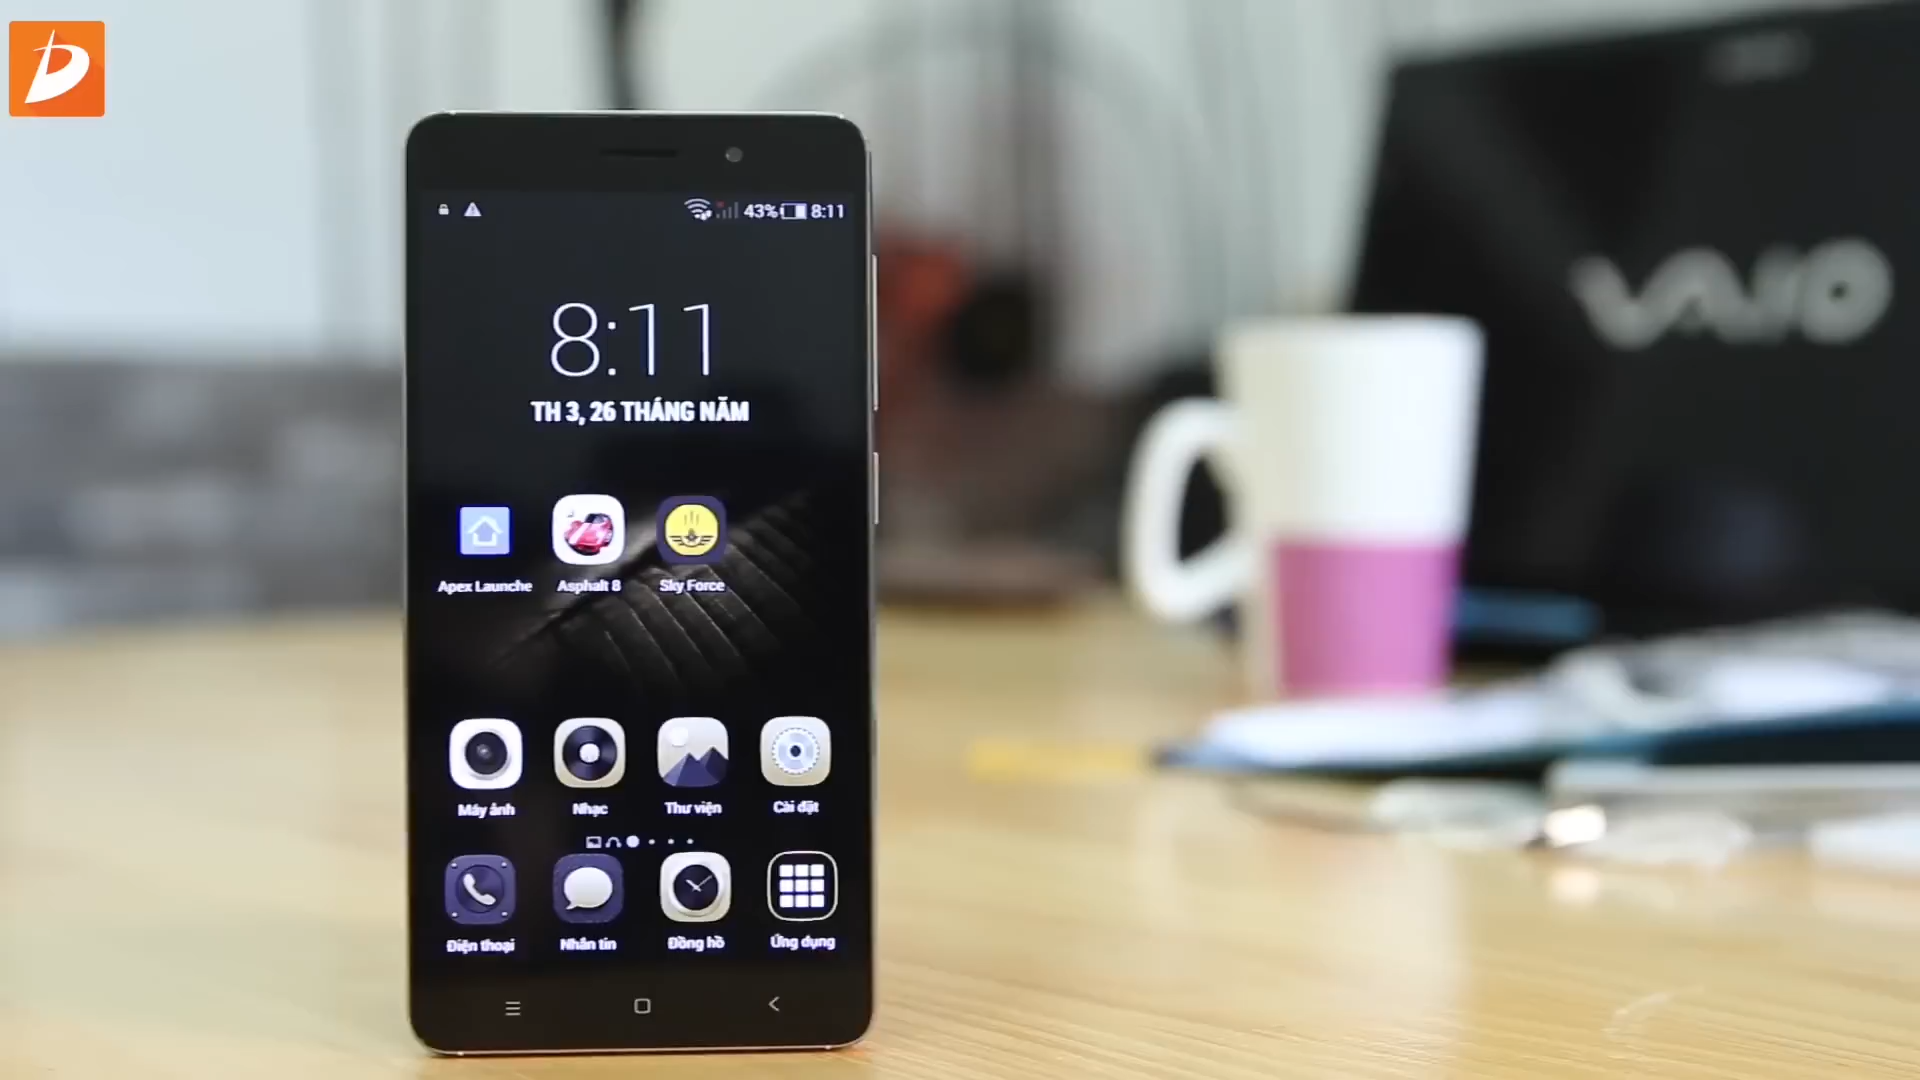 43% 8:11
8:11
TH 3, 26 THÁNG NĂM
Apex Launche Asphalt 8 Sky Force
Máy ảnh Nhạc Thư viện Cài đặt
Điện thoại Nhắn tin Đồng hồ Ứng dụng
VAIO